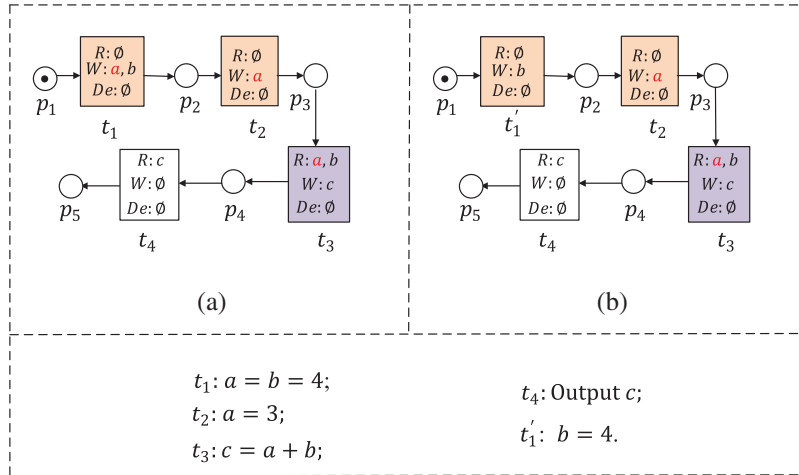 R: ∅
W: a, b
De: ∅
R: ∅
W: a
De: ∅
p₁
t₁
p₂
t₂
p₃
R: c
W: ∅
De: ∅
R: a, b
W: c
De: ∅
p₅
t₄
p₄
t₃
(a)
R: ∅
W: b
De: ∅
R: ∅
W: a
De: ∅
p₁
t₁′
p₂
t₂
p₃
R: c
W: ∅
De: ∅
R: a, b
W: c
De: ∅
p₅
t₄
p₄
t₃
(b)
t₁: a = b = 4;
t₂: a = 3;
t₃: c = a + b;
t₄: Output c;
t₁′: b = 4.